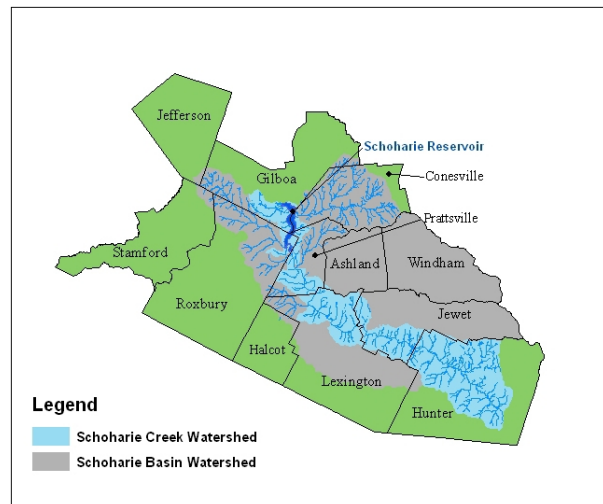 Jefferson
Schoharie Reservoir
Gilboa
Conesville
Prattsville
Stamford
Ashland
Windham
Roxbury
Jewet
Halcot
Lexington
Hunter
Legend
Schoharie Creek Watershed
Schoharie Basin Watershed